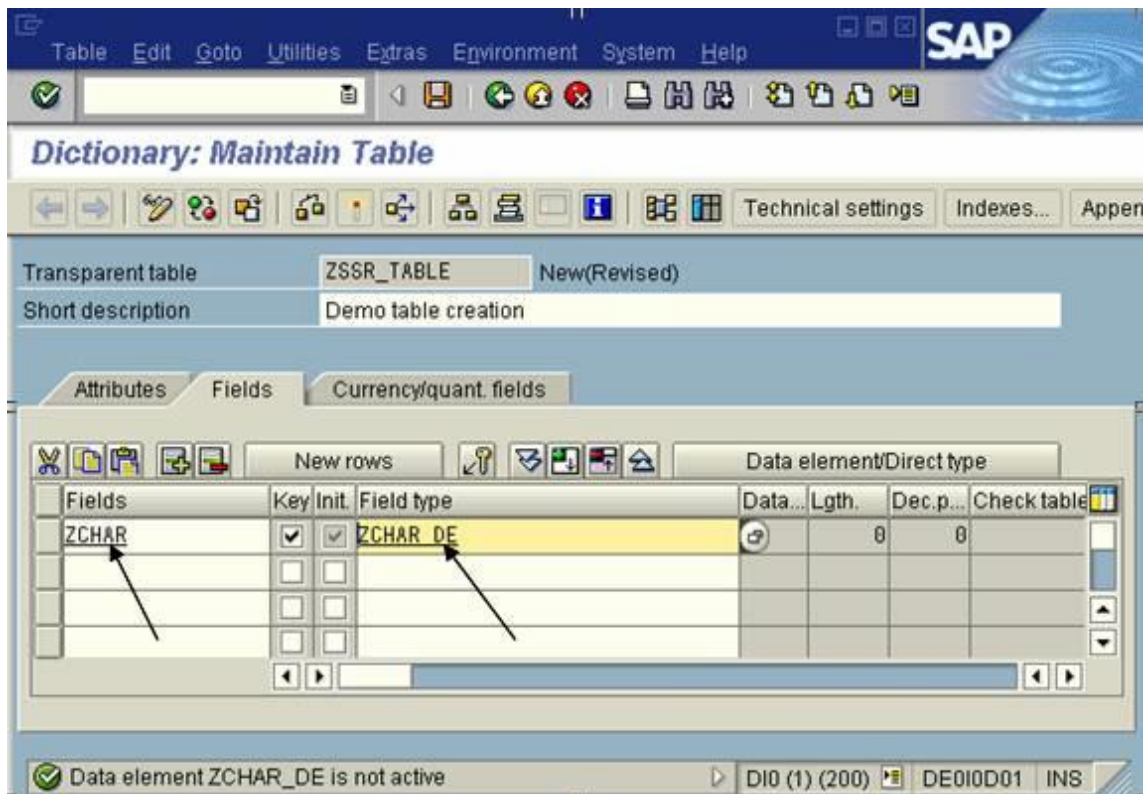 Table Edit Goto Utilities Extras Environment System Help
SAP
Dictionary: Maintain Table
Technical settings Indexes... Appen
Transparent table ZSSR_TABLE New(Revised)
Short description Demo table creation
Attributes Fields Currency/quant. fields
New rows Data element/Direct type
Fields Key Init. Field type Data... Lgth. Dec.p... Check table
ZCHAR ZCHAR_DE 0 0
Data element ZCHAR_DE is not active DI0 (1) (200) DE0I0D01 INS